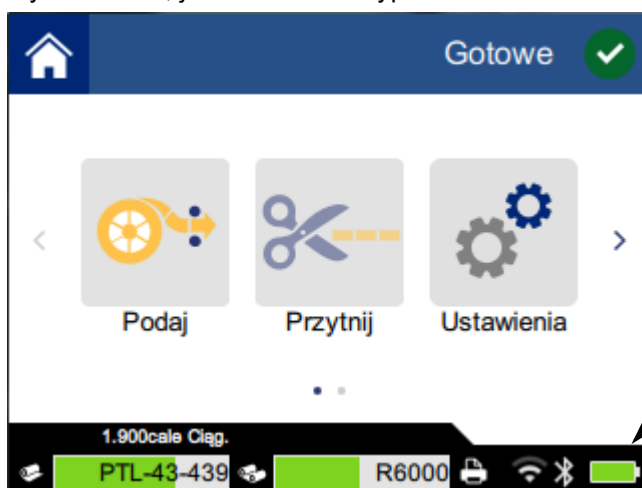 Gotowe
Podaj Przytnij Ustawienia
1.900cale Ciąg.
PTL-43-439 R6000